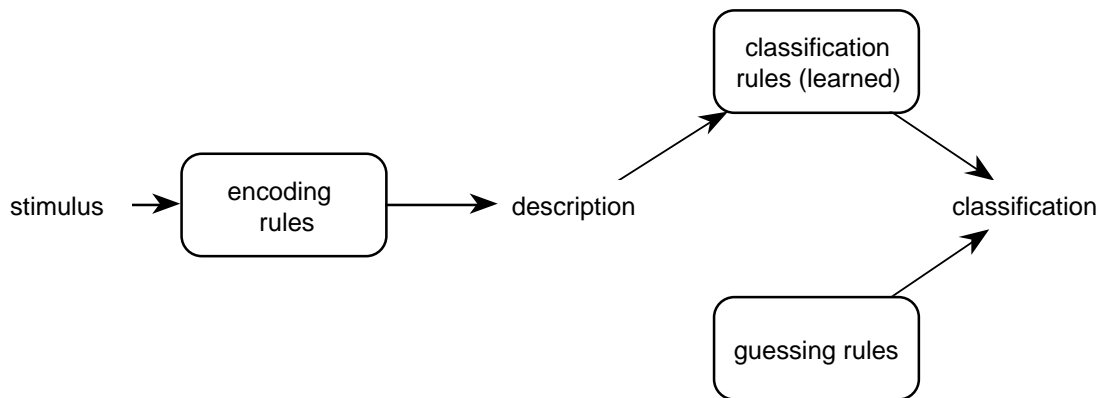 classification
rules (learned)
stimulus
encoding
rules
description
classification
guessing rules